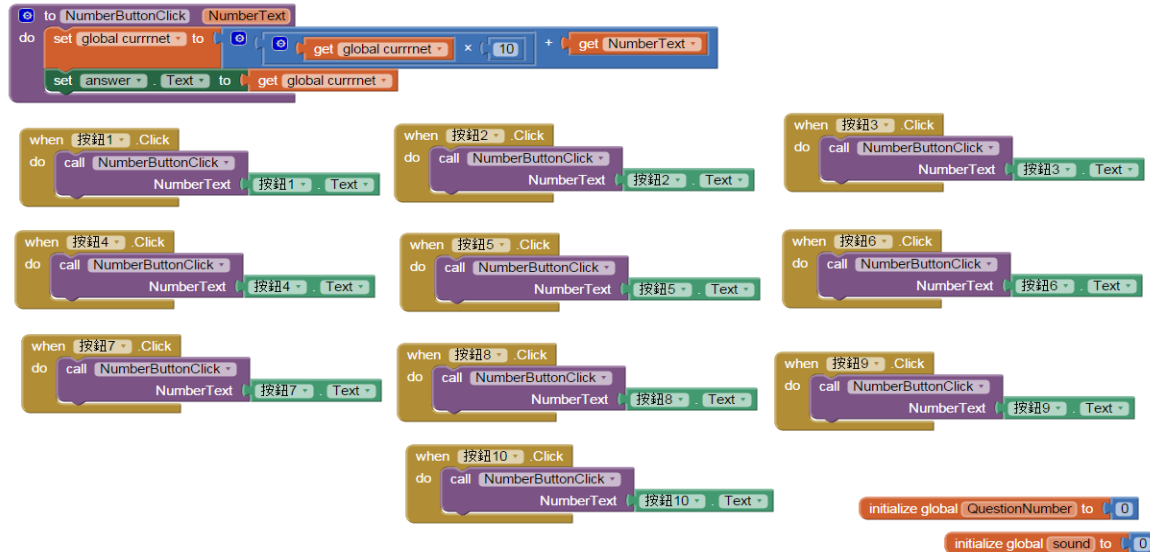 to NumberButtonClick NumberText
do set global currrnet to get global currrnet × 10 + get NumberText
set answer . Text to get global currrnet
when 按鈕1 .Click
do call NumberButtonClick
NumberText 按鈕1 . Text
when 按鈕2 .Click
do call NumberButtonClick
NumberText 按鈕2 . Text
when 按鈕3 .Click
do call NumberButtonClick
NumberText 按鈕3 . Text
when 按鈕4 .Click
do call NumberButtonClick
NumberText 按鈕4 . Text
when 按鈕5 .Click
do call NumberButtonClick
NumberText 按鈕5 . Text
when 按鈕6 .Click
do call NumberButtonClick
NumberText 按鈕6 . Text
when 按鈕7 .Click
do call NumberButtonClick
NumberText 按鈕7 . Text
when 按鈕8 .Click
do call NumberButtonClick
NumberText 按鈕8 . Text
when 按鈕9 .Click
do call NumberButtonClick
NumberText 按鈕9 . Text
when 按鈕10 .Click
do call NumberButtonClick
NumberText 按鈕10 . Text
initialize global QuestionNumber to 0
initialize global sound to 0